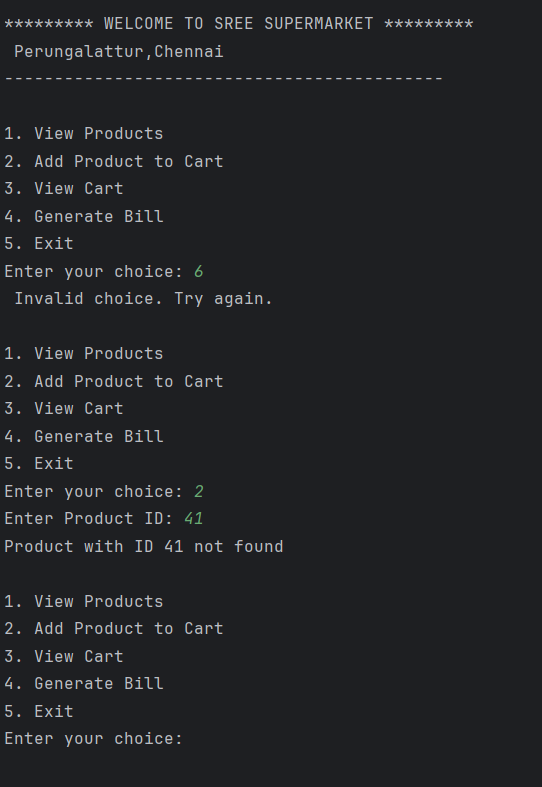 ********* WELCOME TO SREE SUPERMARKET *********
Perungalattur,Chennai
--------------------------------------------
1. View Products
2. Add Product to Cart
3. View Cart
4. Generate Bill
5. Exit
Enter your choice: 6
Invalid choice. Try again.
1. View Products
2. Add Product to Cart
3. View Cart
4. Generate Bill
5. Exit
Enter your choice: 2
Enter Product ID: 41
Product with ID 41 not found
1. View Products
2. Add Product to Cart
3. View Cart
4. Generate Bill
5. Exit
Enter your choice: